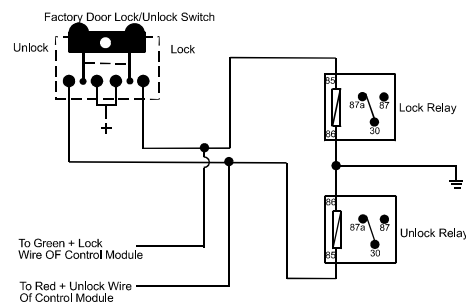 Factory Door Lock/Unlock Switch
Unlock
Lock
+
85
87a
87
30
86
Lock Relay
86
87a
87
30
85
Unlock Relay
To Green + Lock
Wire OF Control Module
To Red + Unlock Wire
Of Control Module